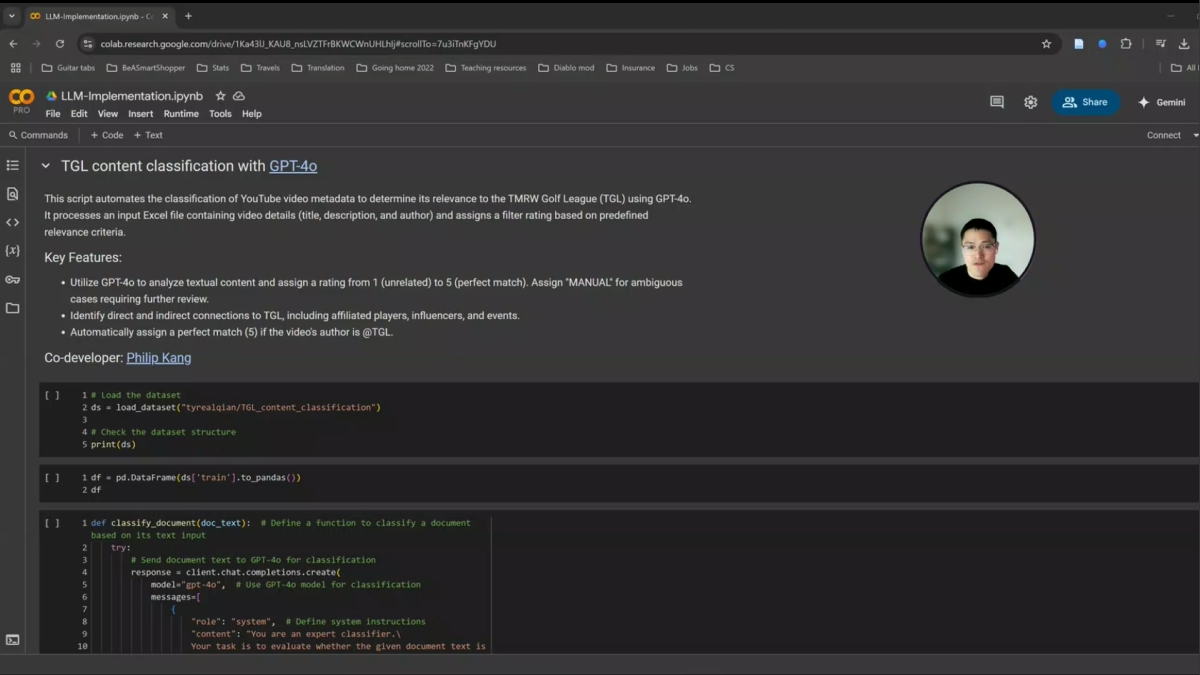 LLM-Implementation.ipynb - Co
colab.research.google.com/drive/1Ka43lJ_KAU8_nsLVZTFrBKWCWnUHLhIj#scrollTo=7u3iTnKFgYDU
Guitar tabs
BeASmartShopper
Stats
Travels
Translation
Going home 2022
Teaching resources
Diablo mod
Insurance
Jobs
CS
All
PRO
LLM-Implementation.ipynb
File Edit View Insert Runtime Tools Help
Share
Gemini
Commands
+ Code + Text
Connect
TGL content classification with GPT-4o
This script automates the classification of YouTube video metadata to determine its relevance to the TMRW Golf League (TGL) using GPT-4o.
It processes an input Excel file containing video details (title, description, and author) and assigns a filter rating based on predefined
relevance criteria.
Key Features:
• Utilize GPT-4o to analyze textual content and assign a rating from 1 (unrelated) to 5 (perfect match). Assign "MANUAL" for ambiguous
cases requiring further review.
• Identify direct and indirect connections to TGL, including affiliated players, influencers, and events.
• Automatically assign a perfect match (5) if the video's author is @TGL.
Co-developer: Philip Kang
[ ] 1 # Load the dataset
2 ds = load_dataset("tyrealqian/TGL_content_classification")
3
4 # Check the dataset structure
5 print(ds)
[ ] 1 df = pd.DataFrame(ds['train'].to_pandas())
2 df
[ ] 1 def classify_document(doc_text):  # Define a function to classify a document
based on its text input
2 try:
3 # Send document text to GPT-4o for classification
4 response = client.chat.completions.create(
5 model="gpt-4o",  # Use GPT-4o model for classification
6 messages=[
7 {
8 "role": "system",  # Define system instructions
9 "content": "You are an expert classifier.\
10 Your task is to evaluate whether the given document text is